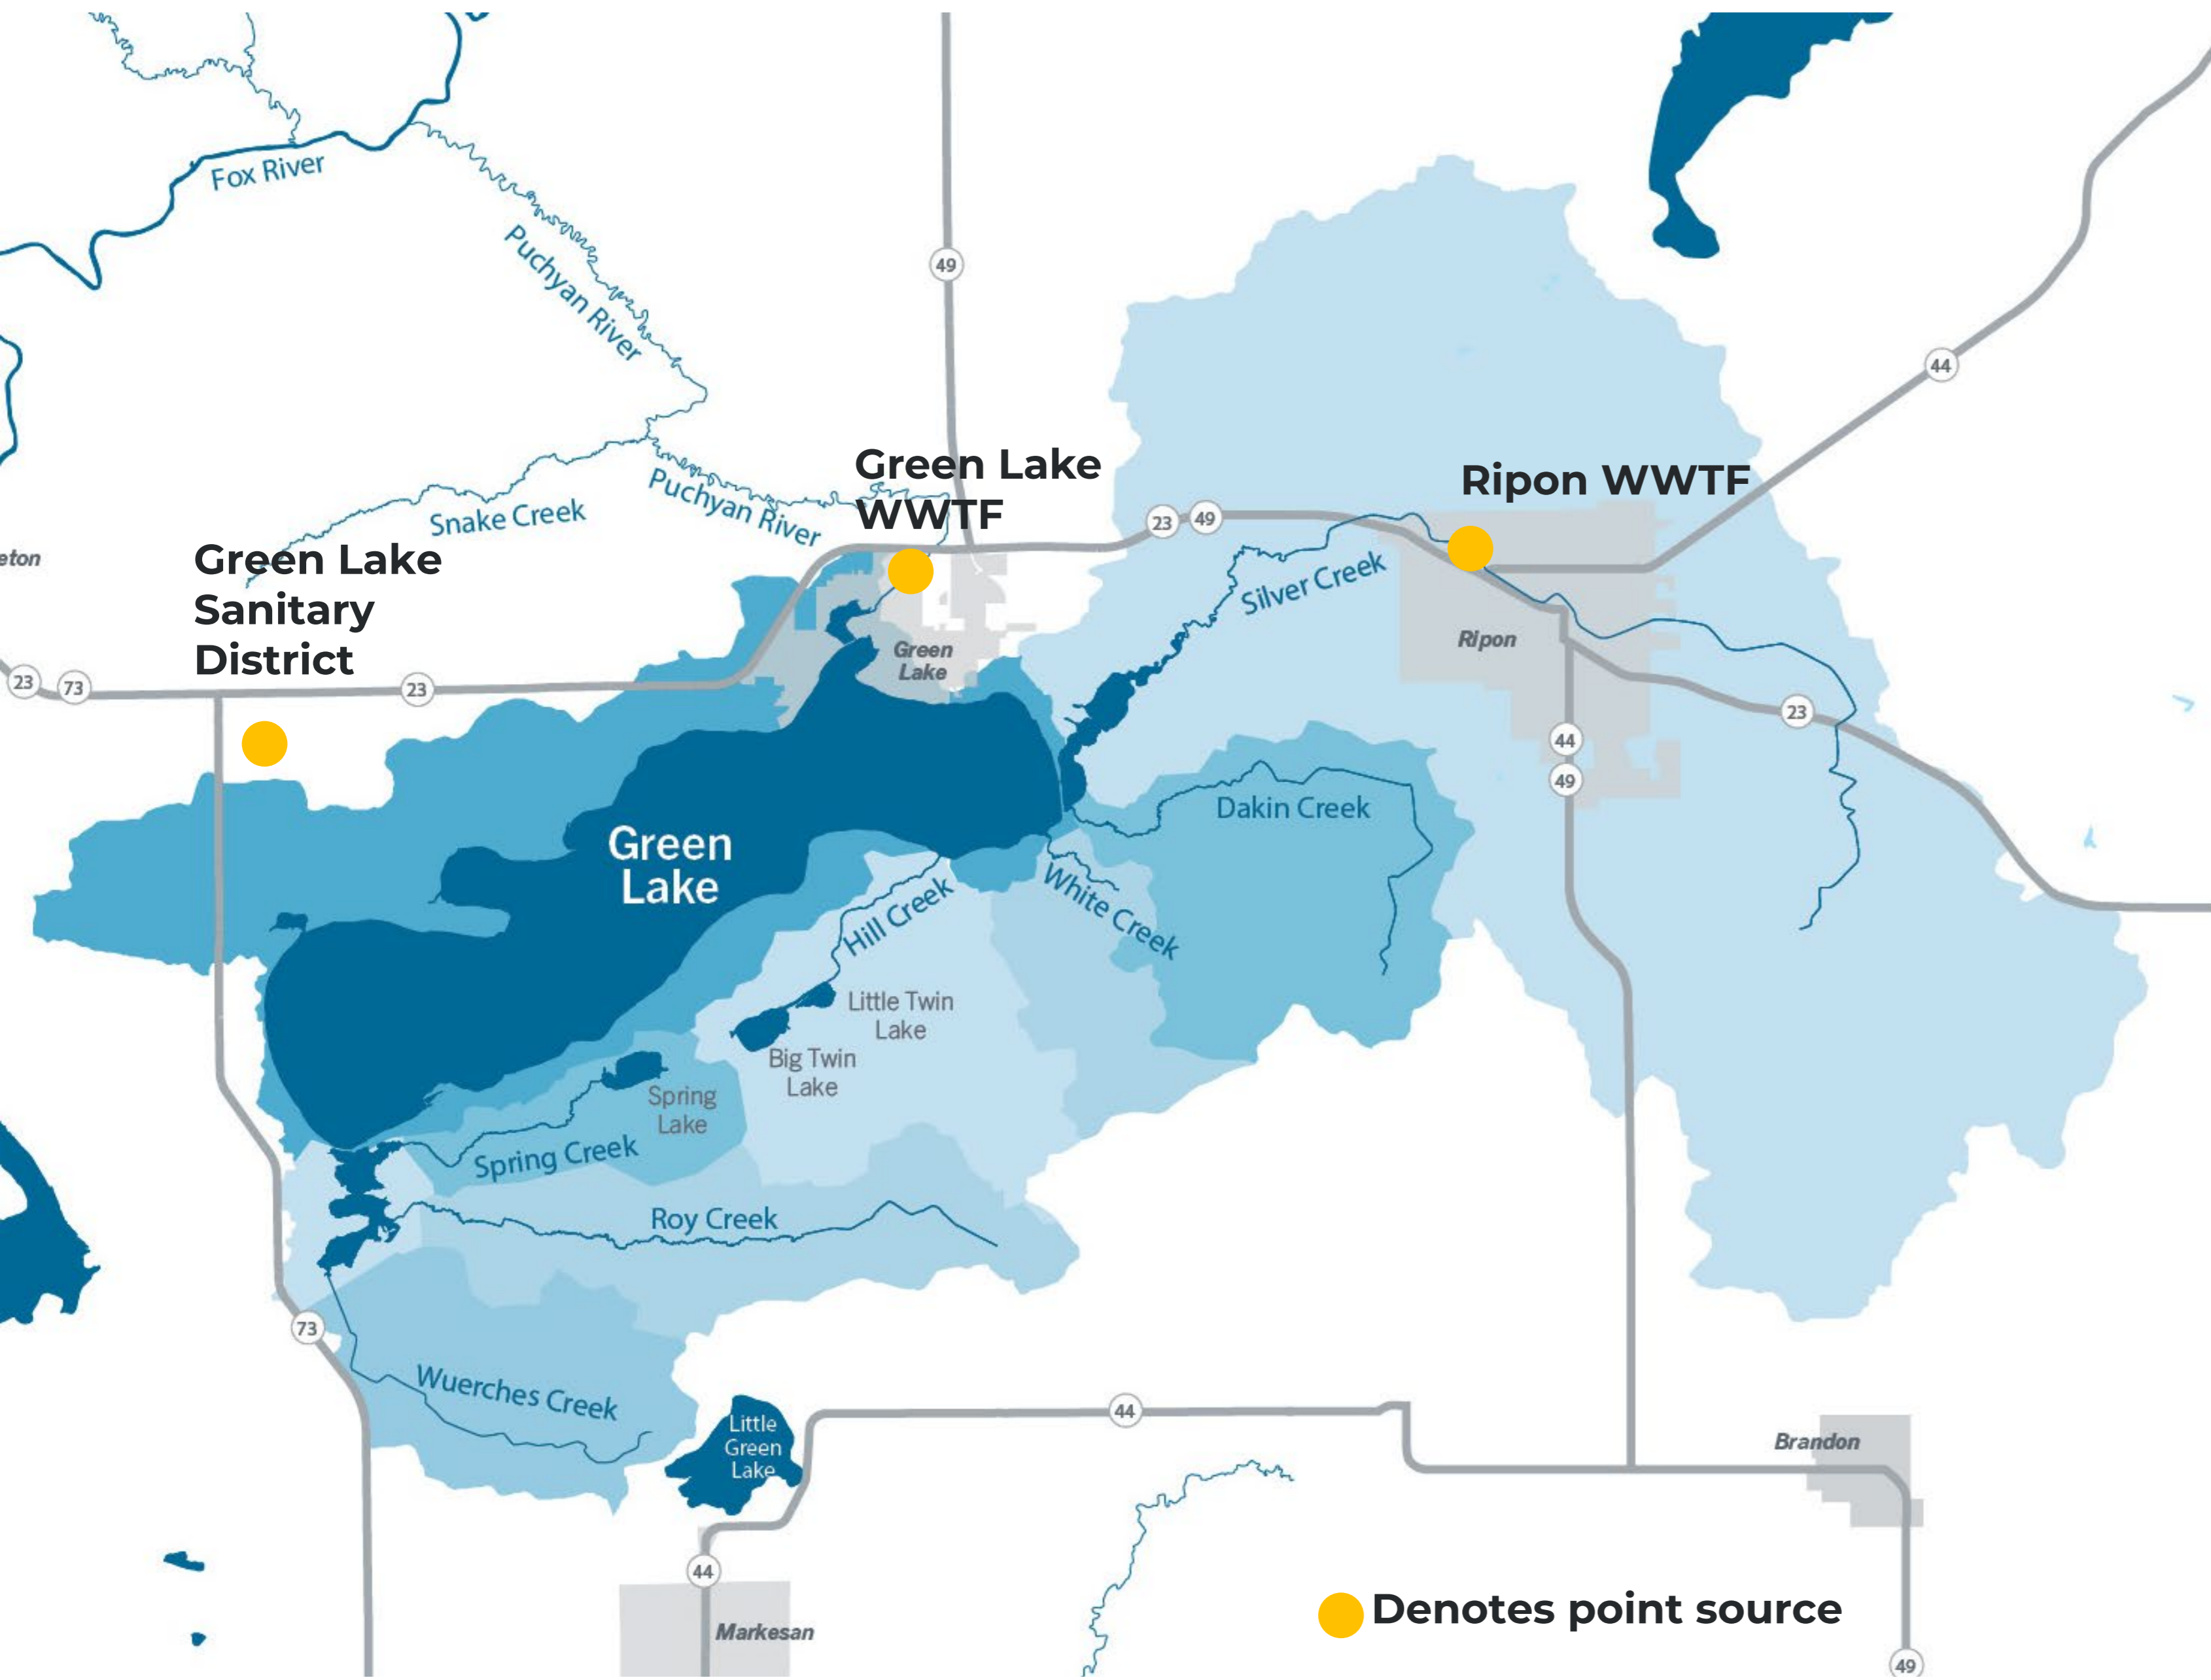 Fox River
Puchyan River
49
44
Green Lake
WWTF
Ripon WWTF
Puchyan River
Snake Creek
23
49
eton
Green Lake
Sanitary
District
Silver Creek
Ripon
Green
Lake
23
73
23
23
44
49
Dakin Creek
Green
Lake
Hill Creek
White Creek
Little Twin
Lake
Big Twin
Lake
Spring
Lake
Spring Creek
Roy Creek
73
Wuerches Creek
Little
Green
Lake
44
Brandon
44
Markesan
Denotes point source
49